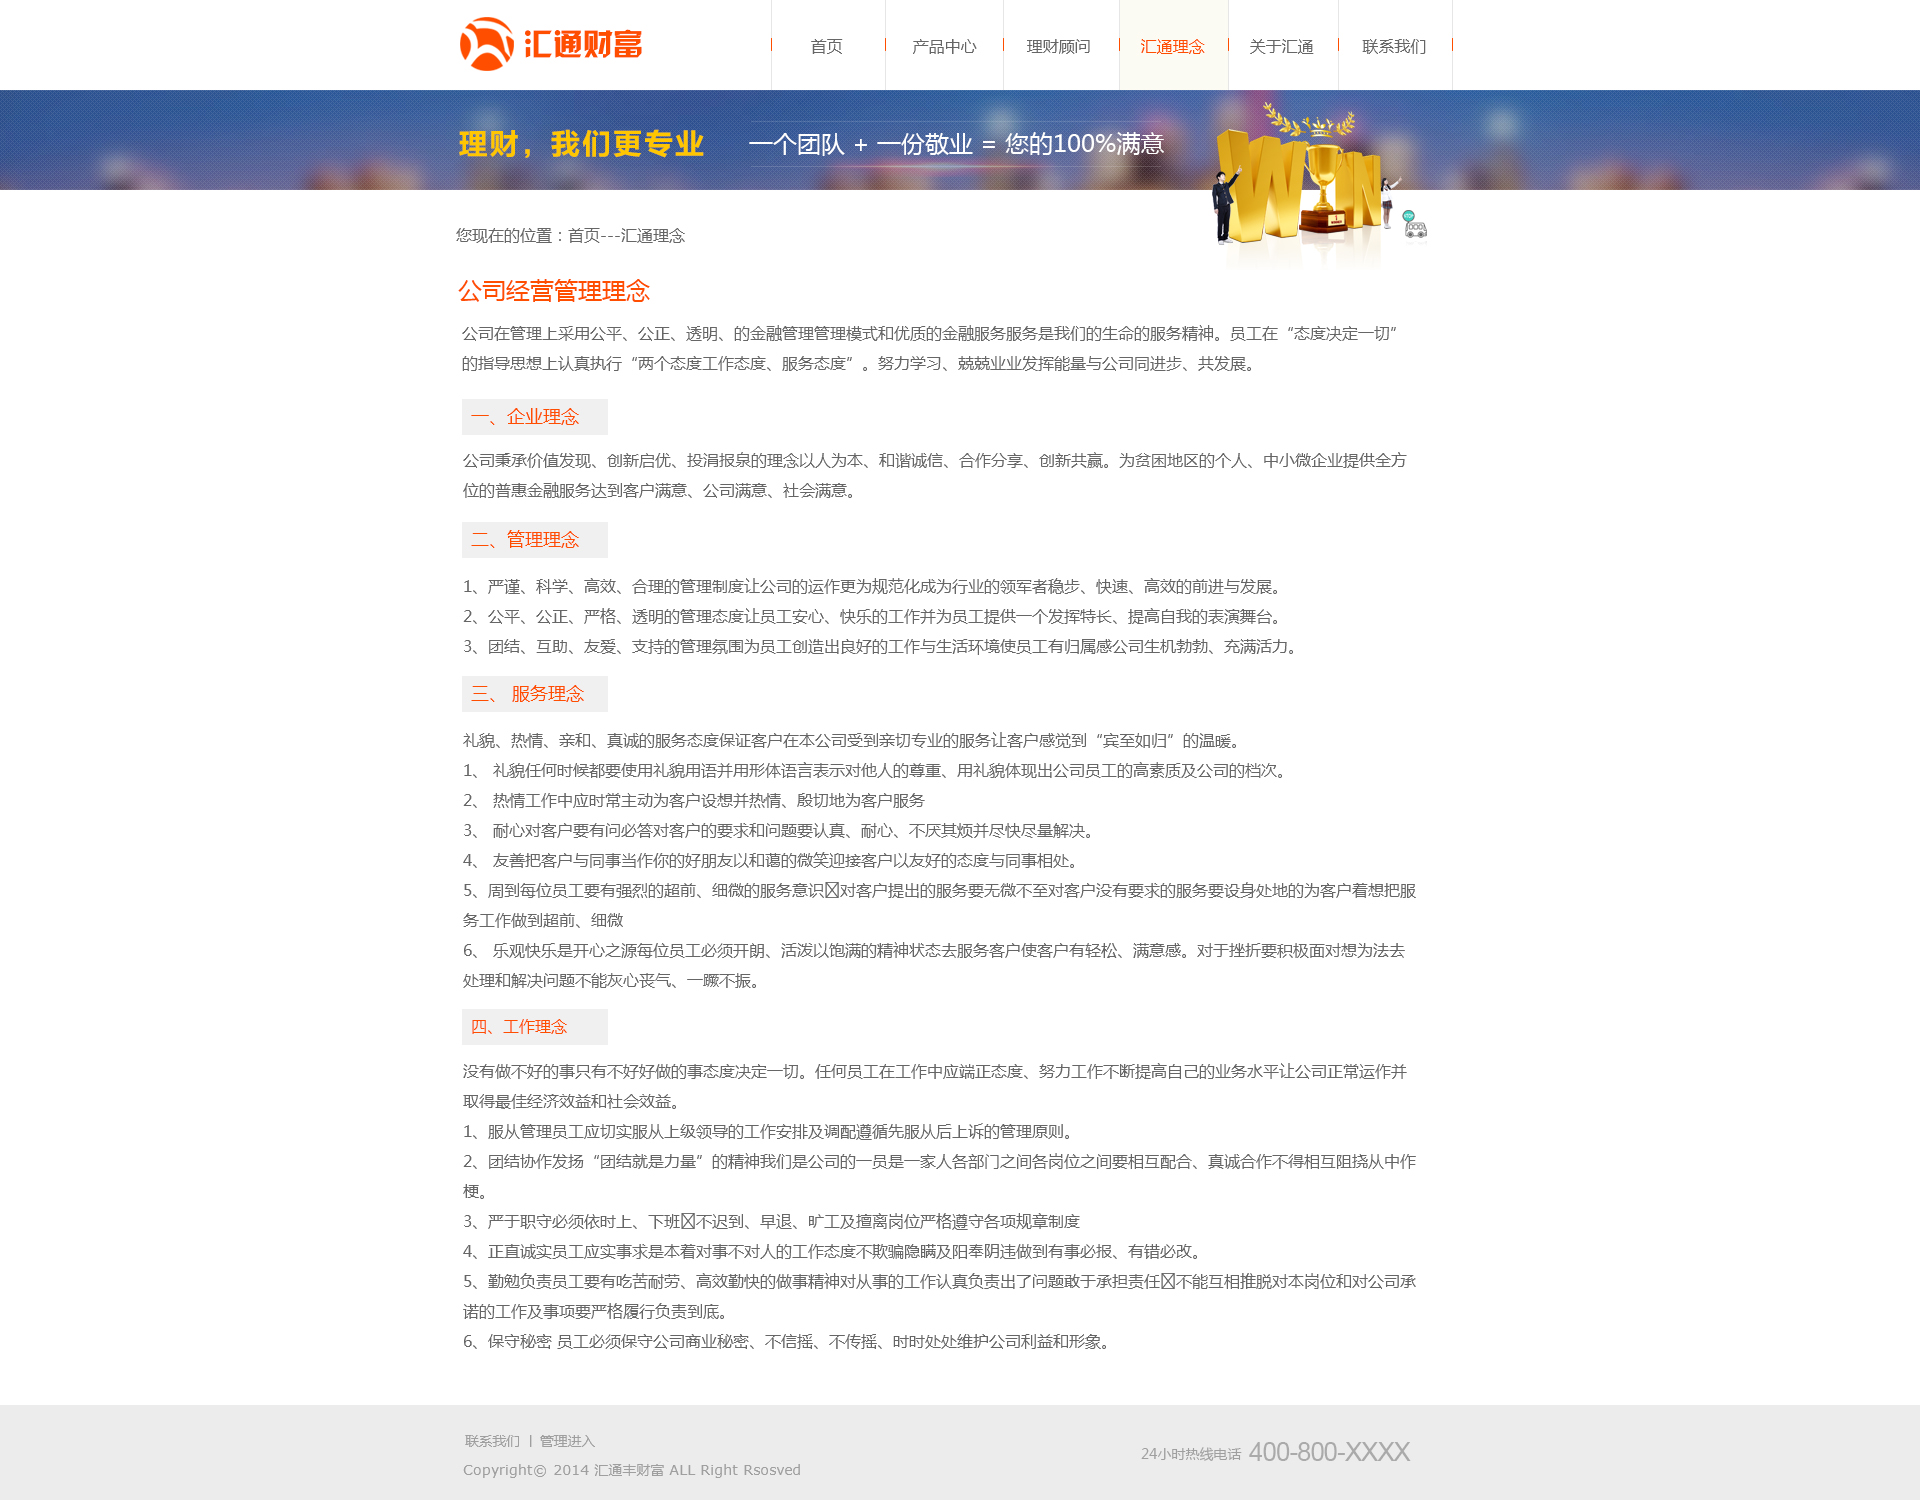 汇通财富
首页
产品中心
理财顾问
汇通理念
关于汇通
联系我们
理财，我们更专业
一个团队 + 一份敬业 = 您的100%满意
WIN
您现在的位置：首页---汇通理念
公司经营管理理念
公司在管理上采用公平、公正、透明、的金融管理管理模式和优质的金融服务服务是我们的生命的服务精神。员工在“态度决定一切”
的指导思想上认真执行“两个态度工作态度、服务态度”。努力学习、兢兢业业发挥能量与公司同进步、共发展。
一、企业理念
公司秉承价值发现、创新启优、投涓报泉的理念以人为本、和谐诚信、合作分享、创新共赢。为贫困地区的个人、中小微企业提供全方
位的普惠金融服务达到客户满意、公司满意、社会满意。
二、管理理念
1、严谨、科学、高效、合理的管理制度让公司的运作更为规范化成为行业的领军者稳步、快速、高效的前进与发展。
2、公平、公正、严格、透明的管理态度让员工安心、快乐的工作并为员工提供一个发挥特长、提高自我的表演舞台。
3、团结、互助、友爱、支持的管理氛围为员工创造出良好的工作与生活环境使员工有归属感公司生机勃勃、充满活力。
三、 服务理念
礼貌、热情、亲和、真诚的服务态度保证客户在本公司受到亲切专业的服务让客户感觉到“宾至如归”的温暖。
1、 礼貌任何时候都要使用礼貌用语并用形体语言表示对他人的尊重、用礼貌体现出公司员工的高素质及公司的档次。
2、 热情工作中应时常主动为客户设想并热情、殷切地为客户服务
3、 耐心对客户要有问必答对客户的要求和问题要认真、耐心、不厌其烦并尽快尽量解决。
4、 友善把客户与同事当作你的好朋友以和蔼的微笑迎接客户以友好的态度与同事相处。
5、周到每位员工要有强烈的超前、细微的服务意识对客户提出的服务要无微不至对客户没有要求的服务要设身处地的为客户着想把服
务工作做到超前、细微
6、 乐观快乐是开心之源每位员工必须开朗、活泼以饱满的精神状态去服务客户使客户有轻松、满意感。对于挫折要积极面对想为法去
处理和解决问题不能灰心丧气、一蹶不振。
四、工作理念
没有做不好的事只有不好好做的事态度决定一切。任何员工在工作中应端正态度、努力工作不断提高自己的业务水平让公司正常运作并
取得最佳经济效益和社会效益。
1、服从管理员工应切实服从上级领导的工作安排及调配遵循先服从后上诉的管理原则。
2、团结协作发扬“团结就是力量”的精神我们是公司的一员是一家人各部门之间各岗位之间要相互配合、真诚合作不得相互阻挠从中作
梗。
3、严于职守必须依时上、下班不迟到、早退、旷工及擅离岗位严格遵守各项规章制度
4、正直诚实员工应实事求是本着对事不对人的工作态度不欺骗隐瞒及阳奉阴违做到有事必报、有错必改。
5、勤勉负责员工要有吃苦耐劳、高效勤快的做事精神对从事的工作认真负责出了问题敢于承担责任不能互相推脱对本岗位和对公司承
诺的工作及事项要严格履行负责到底。
6、保守秘密 员工必须保守公司商业秘密、不信摇、不传摇、时时处处维护公司利益和形象。
联系我们 | 管理进入
24小时热线电话 400-800-XXXX
Copyright© 2014 汇通丰财富 ALL Right Rsosved